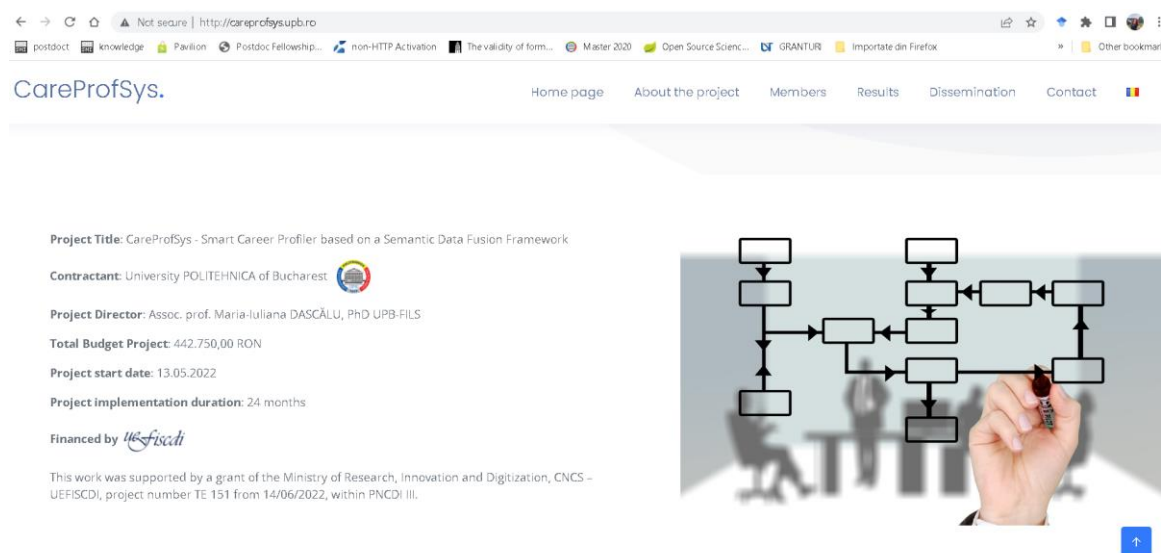 Not secure | http://careprofsys.upb.ro
postdoct knowledge Pavilion Postdoc Fellowship... non-HTTP Activation The validity of form... Master 2020 Open Source Scienc... GRANTURI Importate din Firefox » Other bookmar
CareProfSys. Home page About the project Members Results Dissemination Contact
Project Title: CareProfSys - Smart Career Profiler based on a Semantic Data Fusion Framework
Contractant: University POLITEHNICA of Bucharest
Project Director: Assoc. prof. Maria-Iuliana DASCĂLU, PhD UPB-FILS
Total Budget Project: 442.750,00 RON
Project start date: 13.05.2022
Project implementation duration: 24 months
Financed by uefiscdi
This work was supported by a grant of the Ministry of Research, Innovation and Digitization, CNCS –
UEFISCDI, project number TE 151 from 14/06/2022, within PNCDI III.